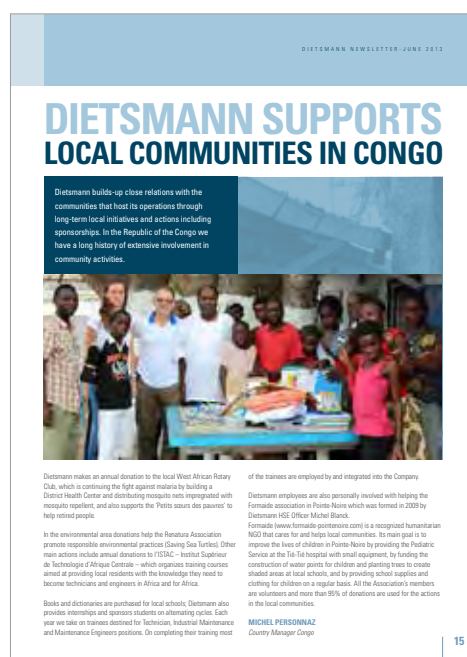 DIETSMANN NEWSLETTER-JUNE 2013
DIETSMANN SUPPORTS
LOCAL COMMUNITIES IN CONGO
Dietsmann builds-up close relations with the
communities that host its operations through
long-term local initiatives and actions including
sponsorships. In the Republic of the Congo we
have a long history of extensive involvement in
community activities.
Dietsmann makes an annual donation to the local West African Rotary
Club, which is continuing the fight against malaria by building a
District Health Center and distributing mosquito nets impregnated with
mosquito repellent, and also supports the 'Petits sœurs des pauvres' to
help retired people.
In the environmental area donations help the Renatura Association
promote responsible environmental practices (Saving Sea Turtles). Other
main actions include annual donations to l'ISTAC – Institut Supérieur
de Technologie d'Afrique Centrale – which organizes training courses
aimed at providing local residents with the knowledge they need to
become technicians and engineers in Africa and for Africa.
Books and dictionaries are purchased for local schools; Dietsmann also
provides internships and sponsors students on alternating cycles. Each
year we take on trainees destined for Technician, Industrial Maintenance
and Maintenance Engineers positions. On completing their training most
of the trainees are employed by and integrated into the Company.
Dietsmann employees are also personally involved with helping the
Formaide association in Pointe-Noire which was formed in 2009 by
Dietsmann HSE Officer Michel Blanck.
Formaide (www.formaide-pointenoire.com) is a recognized humanitarian
NGO that cares for and helps local communities. Its main goal is to
improve the lives of children in Pointe-Noire by providing the Pediatric
Service at the Tié-Tié hospital with small equipment, by funding the
construction of water points for children and planting trees to create
shaded areas at local schools, and by providing school supplies and
clothing for children on a regular basis. All the Association's members
are volunteers and more than 95% of donations are used for the actions
in the local communities.
MICHEL PERSONNAZ
Country Manager Congo
15